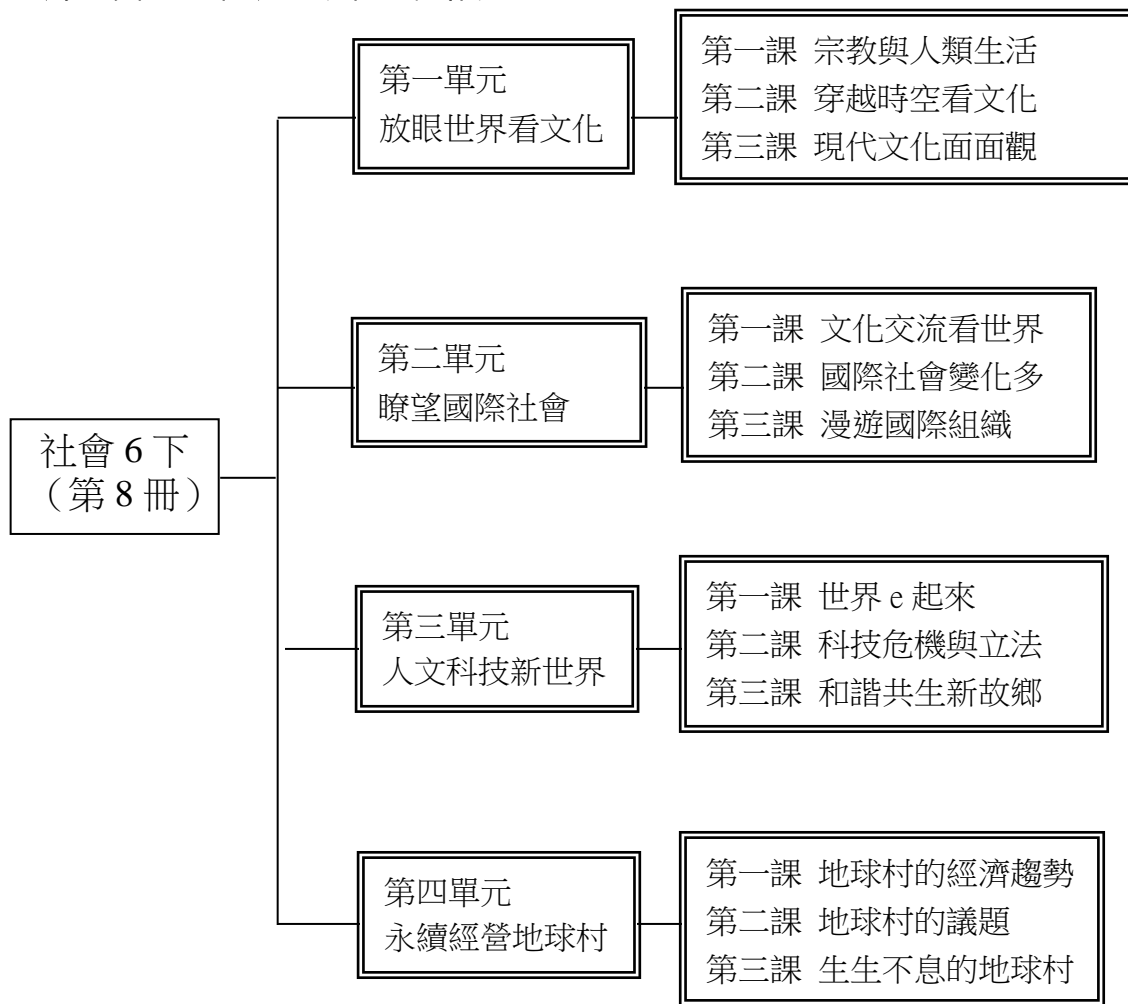 社會 6 下
（第 8 冊）
第一單元
放眼世界看文化
第一課 宗教與人類生活
第二課 穿越時空看文化
第三課 現代文化面面觀
第二單元
瞭望國際社會
第一課 文化交流看世界
第二課 國際社會變化多
第三課 漫遊國際組織
第三單元
人文科技新世界
第一課 世界 e 起來
第二課 科技危機與立法
第三課 和諧共生新故鄉
第四單元
永續經營地球村
第一課 地球村的經濟趨勢
第二課 地球村的議題
第三課 生生不息的地球村